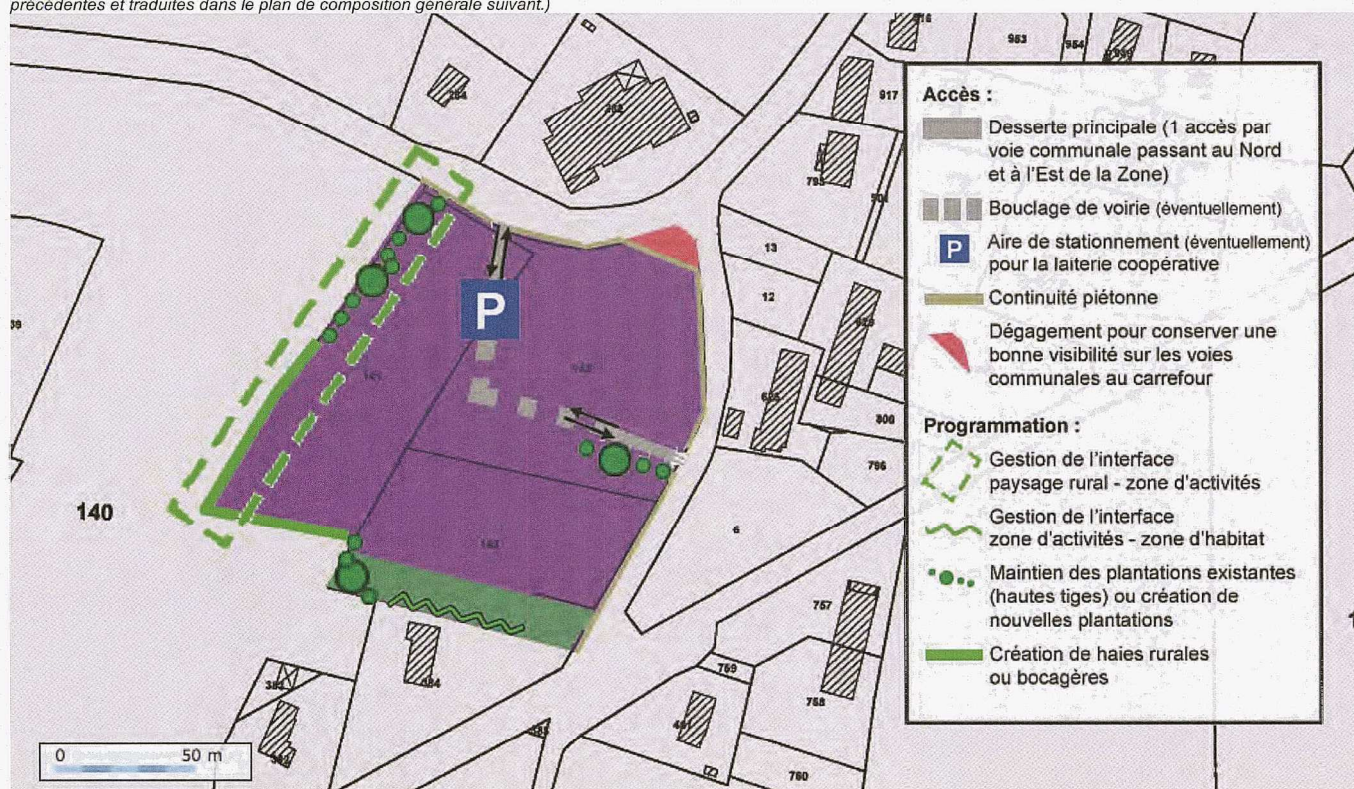 précédentes et traduites dans le plan de composition générale suivant.)
Accès :
Desserte principale (1 accès par
voie communale passant au Nord
et à l'Est de la Zone)
Bouclage de voirie (éventuellement)
P
Aire de stationnement (éventuellement)
pour la laiterie coopérative
Continuité piétonne
Dégagement pour conserver une
bonne visibilité sur les voies
communales au carrefour
Programmation :
Gestion de l'interface
paysage rural - zone d'activités
Gestion de l'interface
zone d'activités - zone d'habitat
Maintien des plantations existantes
(hautes tiges) ou création de
nouvelles plantations
Création de haies rurales
ou bocagères
953
954
917
13
12
P
806
796
140
6
757
759
758
760
0 50 m